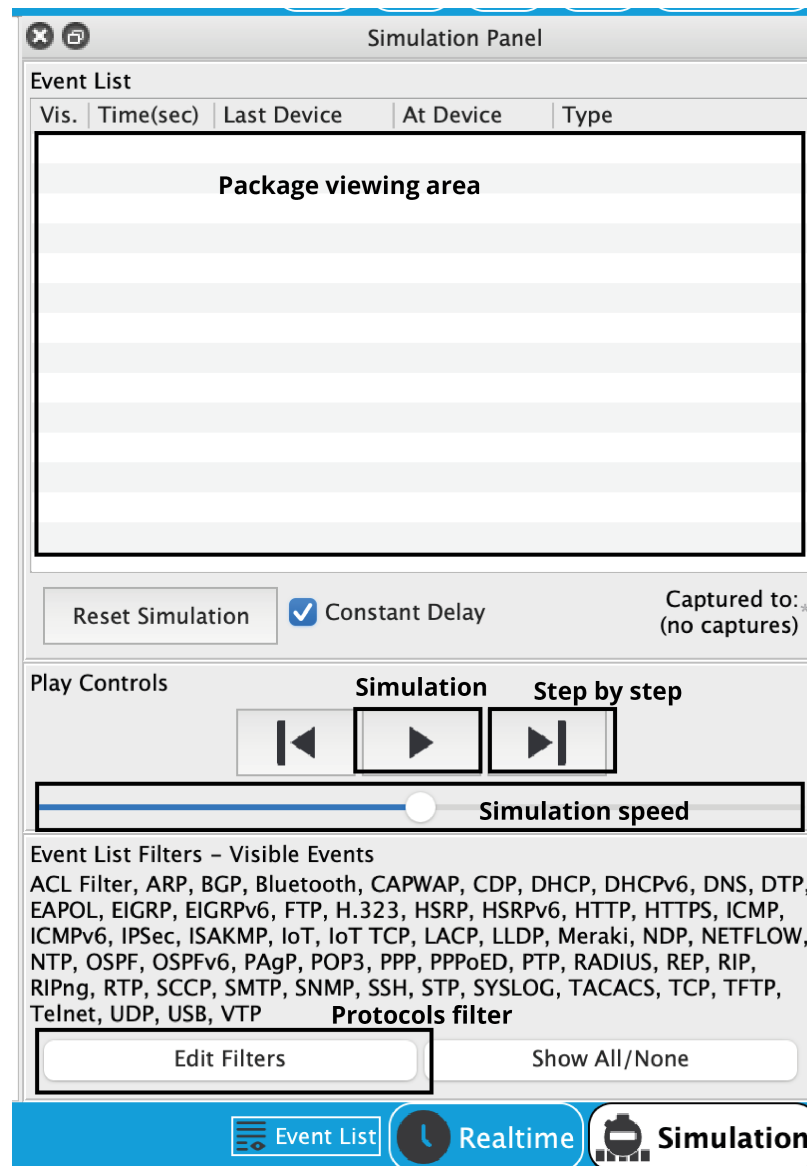 Simulation Panel
Event List
Vis. Time(sec) Last Device At Device Type
Package viewing area
Reset Simulation Constant Delay Captured to:*
(no captures)
Play Controls Simulation Step by step
Simulation speed
Event List Filters – Visible Events
ACL Filter, ARP, BGP, Bluetooth, CAPWAP, CDP, DHCP, DHCPv6, DNS, DTP,
EAPOL, EIGRP, EIGRPv6, FTP, H.323, HSRP, HSRPv6, HTTP, HTTPS, ICMP,
ICMPv6, IPSec, ISAKMP, IoT, IoT TCP, LACP, LLDP, Meraki, NDP, NETFLOW,
NTP, OSPF, OSPFv6, PAgP, POP3, PPP, PPPoED, PTP, RADIUS, REP, RIP,
RIPng, RTP, SCCP, SMTP, SNMP, SSH, STP, SYSLOG, TACACS, TCP, TFTP,
Telnet, UDP, USB, VTP Protocols filter
Edit Filters Show All/None
Event List Realtime Simulation